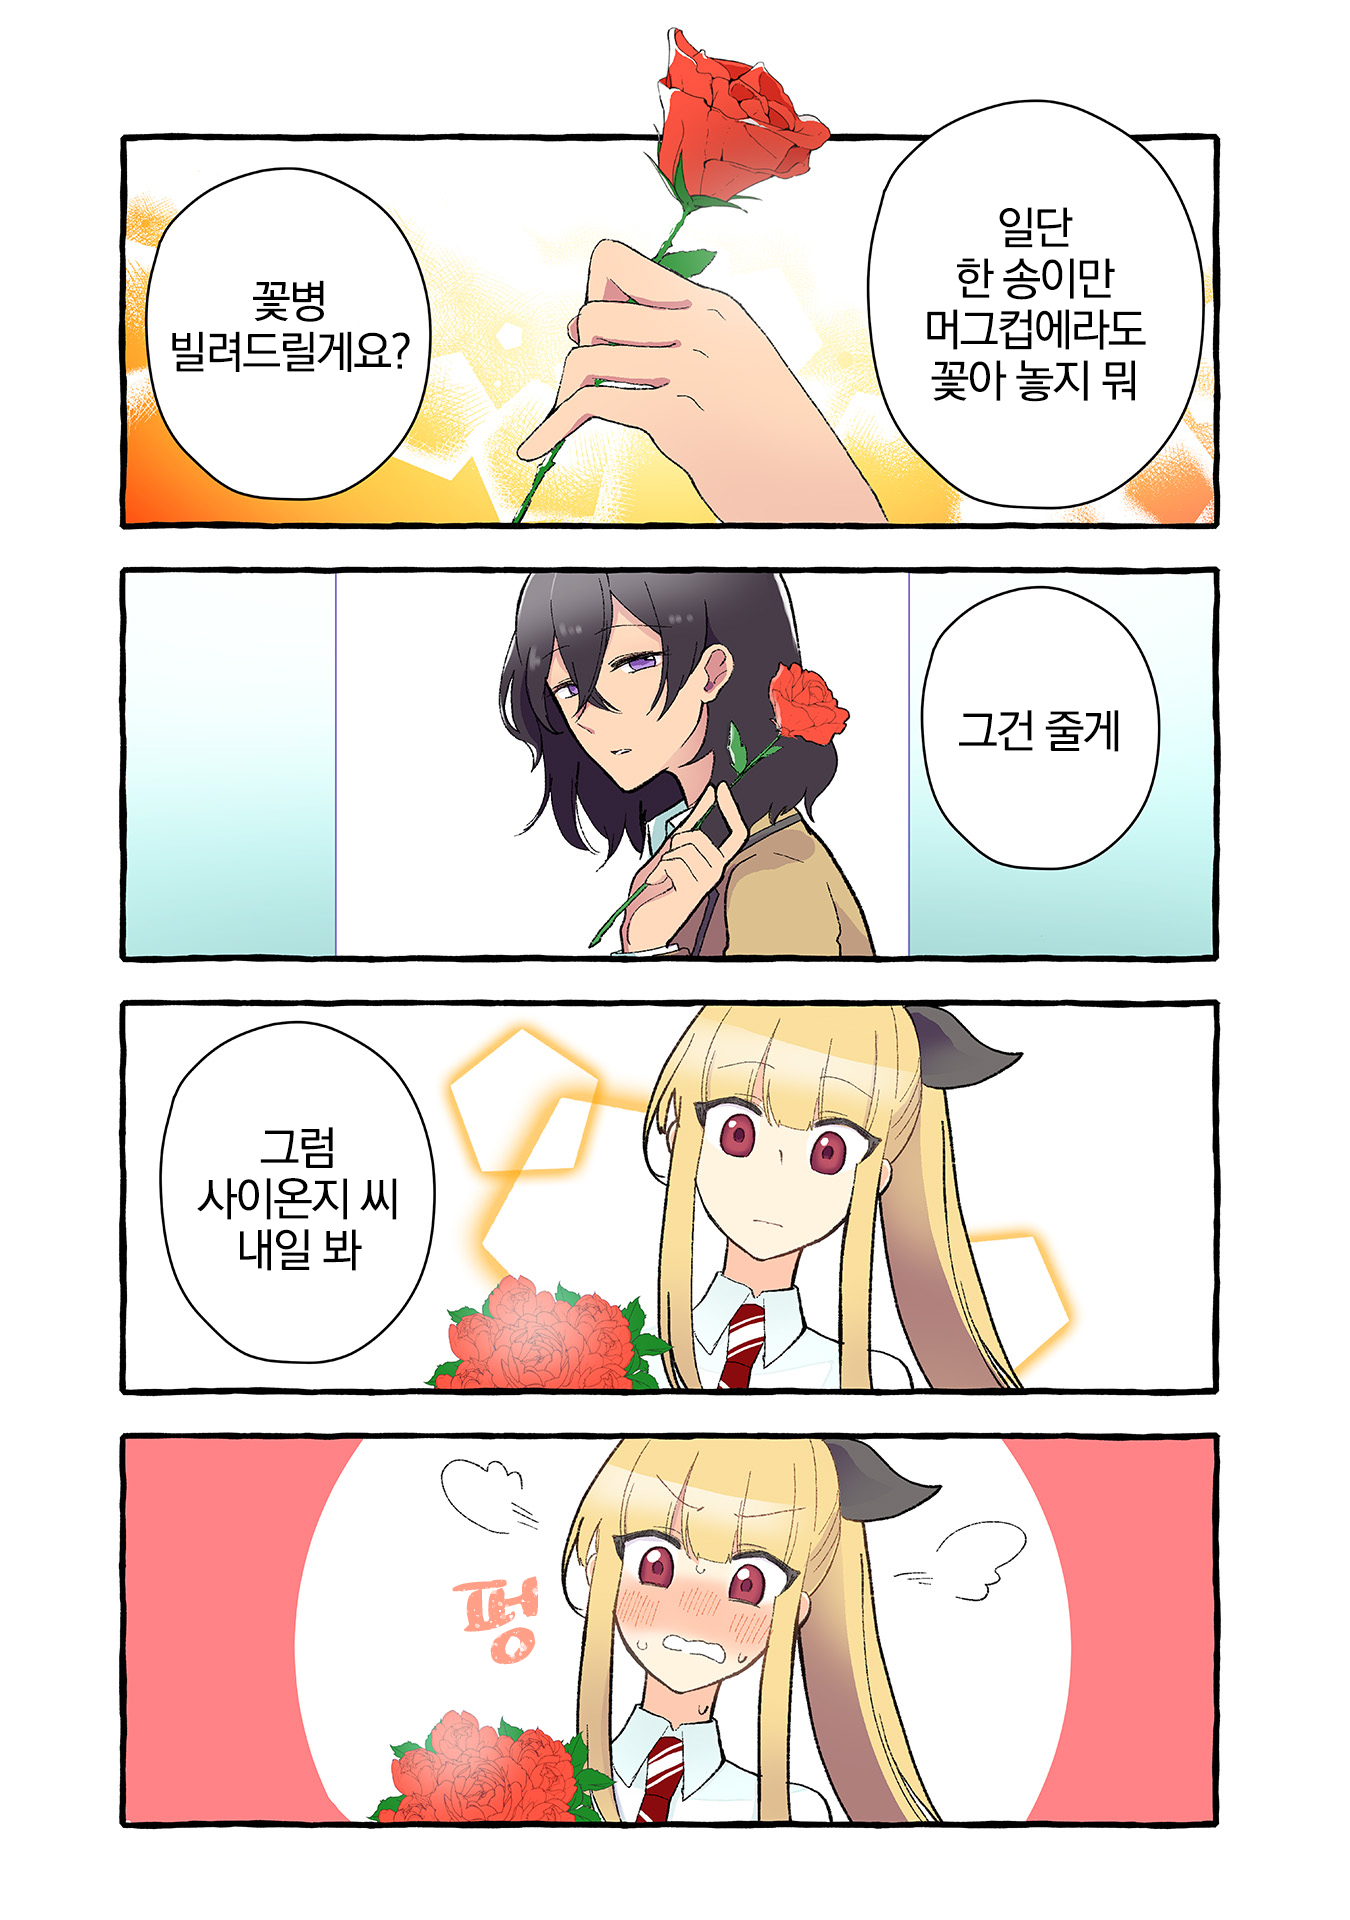 일단
한 송이만
머그컵에라도
꽃아 놓지 뭐
꽃병
빌려드릴게요?
그건 줄게
그럼
사이온지 씨
내일 봐
펑